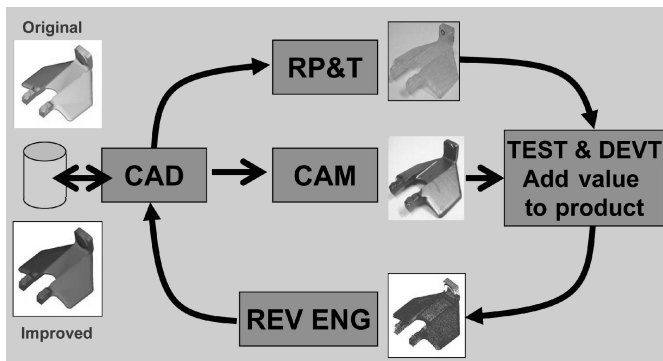 Original
RP&T
CAD
CAM
TEST & DEVT
Add value
to product
REV ENG
Improved